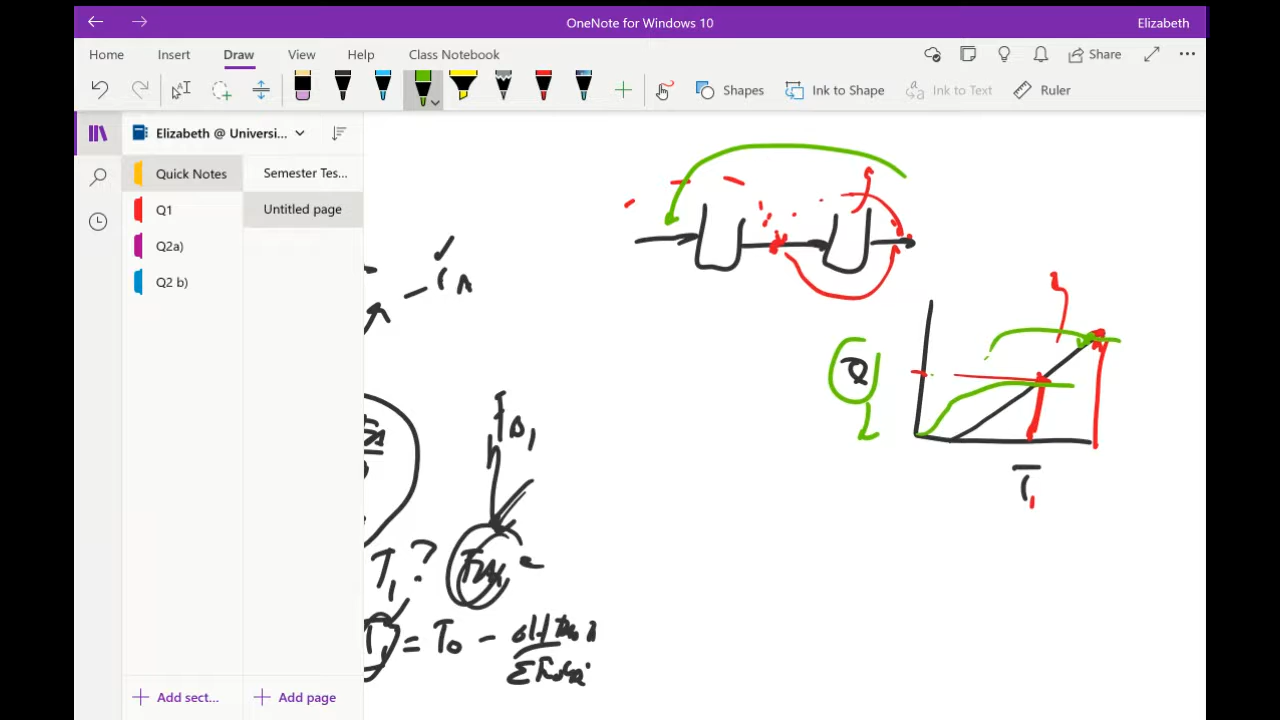 OneNote for Windows 10
Elizabeth
Home Insert Draw View Help Class Notebook Share
Shapes Ink to Shape Ink to Text Ruler
Elizabeth @ Universi...
Quick Notes
Q1
Q2a)
Q2 b)
Semester Tes...
Untitled page
Add sect...
Add page
Q
T1
T1 ?
T1 = T0 -